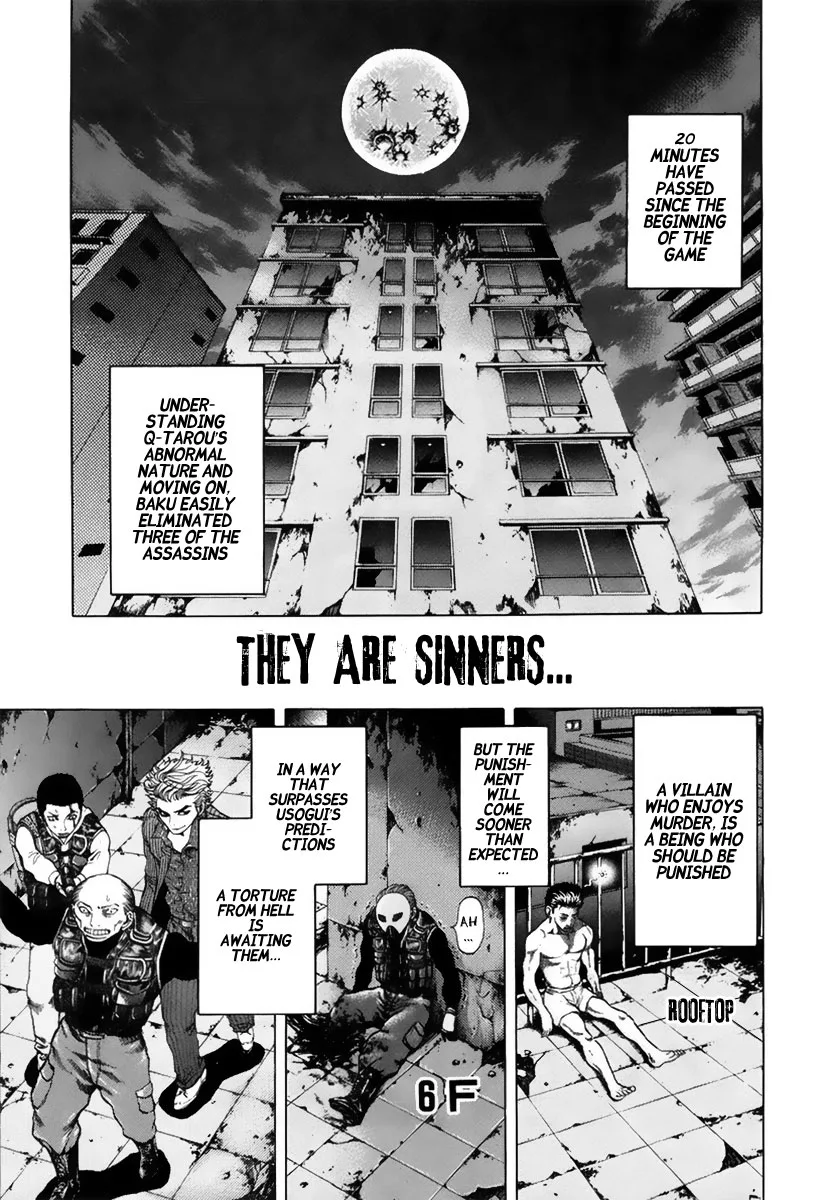 20
MINUTES
HAVE
PASSED
SINCE THE
BEGINNING
OF THE
GAME
UNDER-
STANDING
Q-TAROU'S
ABNORMAL
NATURE AND
MOVING ON,
BAKU EASILY
ELIMINATED
THREE OF THE
ASSASSINS
THEY ARE SINNERS...
A VILLAIN
WHO ENJOYS
MURDER, IS
A BEING WHO
SHOULD BE
PUNISHED
ROOFTOP
BUT THE
PUNISH-
MENT
WILL
COME
SOONER
THAN
EXPECTED
...
AH
...
6F
IN A WAY
THAT
SURPASSES
USOGUI'S
PREDI-
CTIONS
A TORTURE
FROM HELL
IS
AWAITING
THEM...